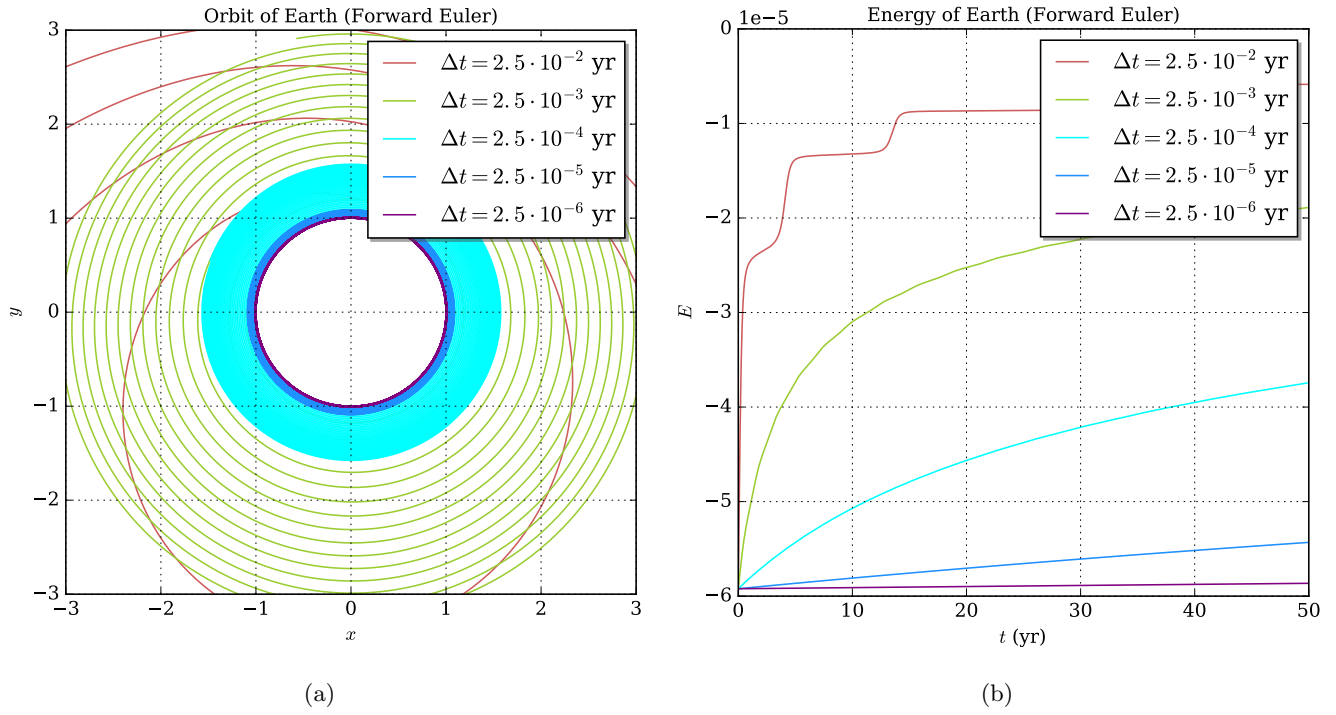 Orbit of Earth (Forward Euler)
3
2
1
0
−1
−2
−3
y
−3 −2 −1 0 1 2 3
x
Δt = 2.5 · 10⁻² yr
Δt = 2.5 · 10⁻³ yr
Δt = 2.5 · 10⁻⁴ yr
Δt = 2.5 · 10⁻⁵ yr
Δt = 2.5 · 10⁻⁶ yr
(a)
Energy of Earth (Forward Euler)
1e−5
0
−1
−2
−3
−4
−5
−6
E
0 10 20 30 40 50
t (yr)
Δt = 2.5 · 10⁻² yr
Δt = 2.5 · 10⁻³ yr
Δt = 2.5 · 10⁻⁴ yr
Δt = 2.5 · 10⁻⁵ yr
Δt = 2.5 · 10⁻⁶ yr
(b)